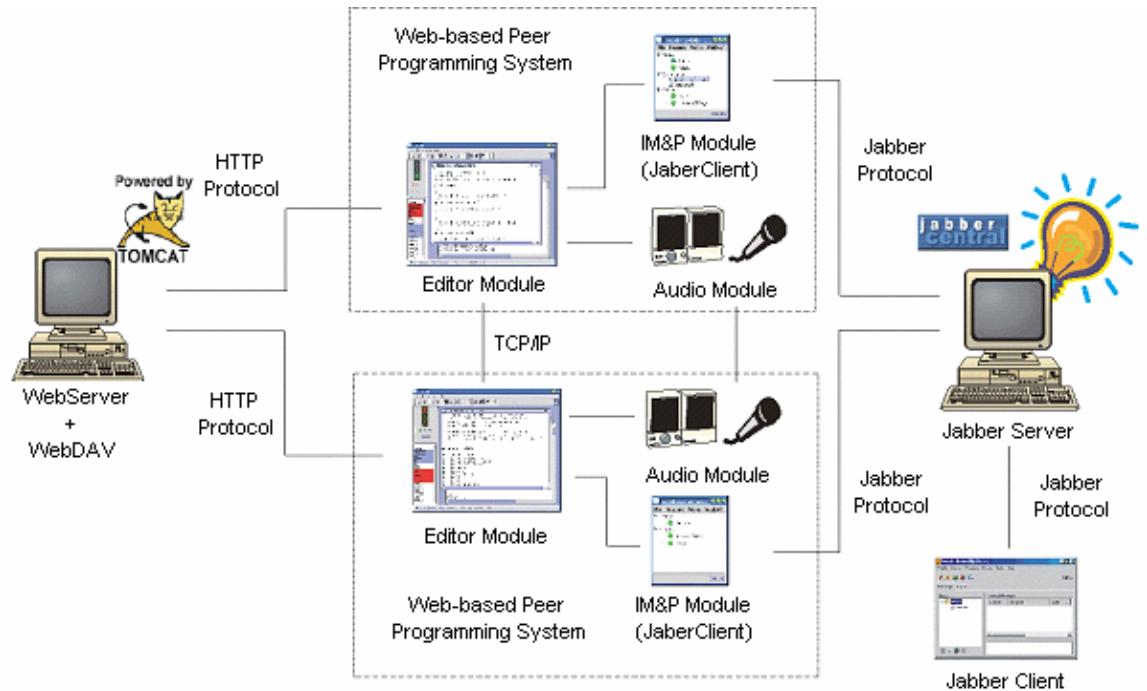 Web-based Peer
Programming System
IM&P Module
(JaberClient)
HTTP
Protocol
Jabber
Protocol
Powered by
TOMCAT
jabber
central
Editor Module
Audio Module
TCP/IP
WebServer
+
WebDAV
HTTP
Protocol
Jabber Server
Audio Module
Jabber
Protocol
Jabber
Protocol
Editor Module
Web-based Peer
Programming System
IM&P Module
(JaberClient)
Jabber Client